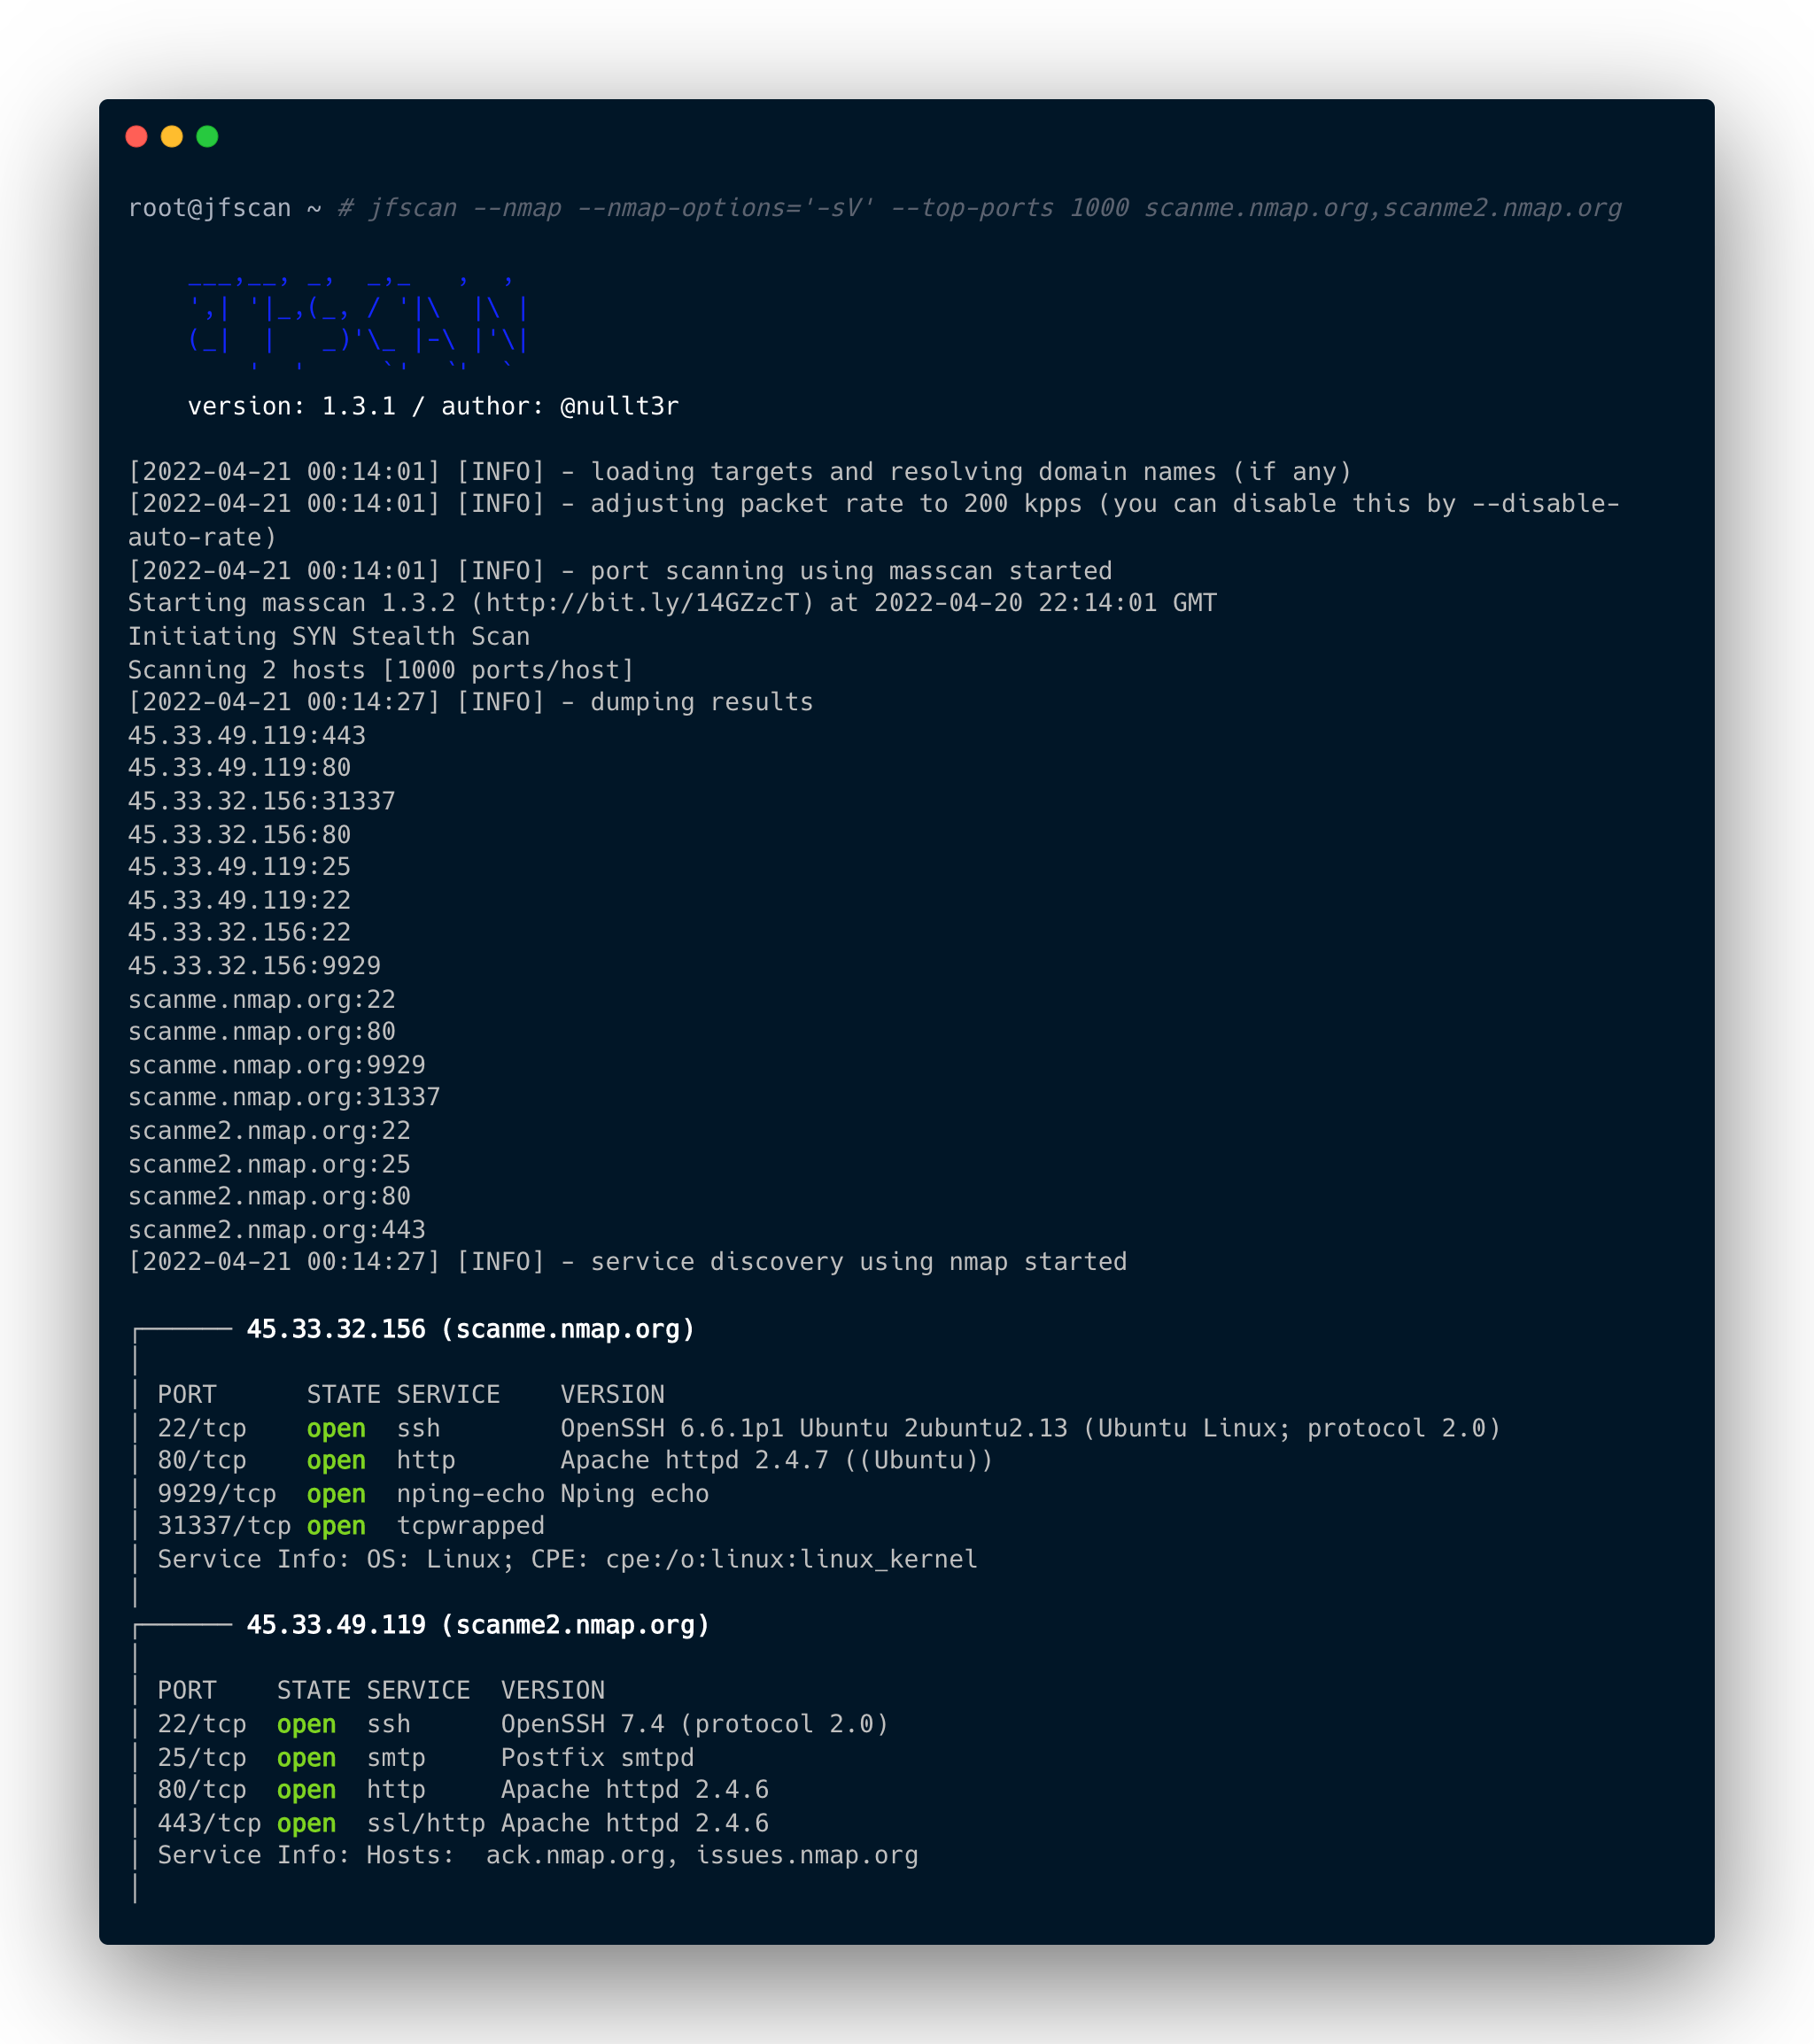 root@jfscan ~ # jfscan --nmap --nmap-options='-sV' --top-ports 1000 scanme.nmap.org,scanme2.nmap.org
    ___,__, _,  _,_   ,  ,
    ',| '|_,(_, / '|\  |\ |
    (_|  |   _)'\_ |-\ |'\|
        '  '     `'  `'  `
    version: 1.3.1 / author: @nullt3r
[2022-04-21 00:14:01] [INFO] - loading targets and resolving domain names (if any)
[2022-04-21 00:14:01] [INFO] - adjusting packet rate to 200 kpps (you can disable this by --disable-
auto-rate)
[2022-04-21 00:14:01] [INFO] - port scanning using masscan started
Starting masscan 1.3.2 (http://bit.ly/14GZzcT) at 2022-04-20 22:14:01 GMT
Initiating SYN Stealth Scan
Scanning 2 hosts [1000 ports/host]
[2022-04-21 00:14:27] [INFO] - dumping results
45.33.49.119:443
45.33.49.119:80
45.33.32.156:31337
45.33.32.156:80
45.33.49.119:25
45.33.49.119:22
45.33.32.156:22
45.33.32.156:9929
scanme.nmap.org:22
scanme.nmap.org:80
scanme.nmap.org:9929
scanme.nmap.org:31337
scanme2.nmap.org:22
scanme2.nmap.org:25
scanme2.nmap.org:80
scanme2.nmap.org:443
[2022-04-21 00:14:27] [INFO] - service discovery using nmap started
45.33.32.156 (scanme.nmap.org)
PORT      STATE SERVICE    VERSION
22/tcp    open  ssh        OpenSSH 6.6.1p1 Ubuntu 2ubuntu2.13 (Ubuntu Linux; protocol 2.0)
80/tcp    open  http       Apache httpd 2.4.7 ((Ubuntu))
9929/tcp  open  nping-echo Nping echo
31337/tcp open  tcpwrapped
Service Info: OS: Linux; CPE: cpe:/o:linux:linux_kernel
45.33.49.119 (scanme2.nmap.org)
PORT    STATE SERVICE  VERSION
22/tcp  open  ssh      OpenSSH 7.4 (protocol 2.0)
25/tcp  open  smtp     Postfix smtpd
80/tcp  open  http     Apache httpd 2.4.6
443/tcp open  ssl/http Apache httpd 2.4.6
Service Info: Hosts:  ack.nmap.org, issues.nmap.org